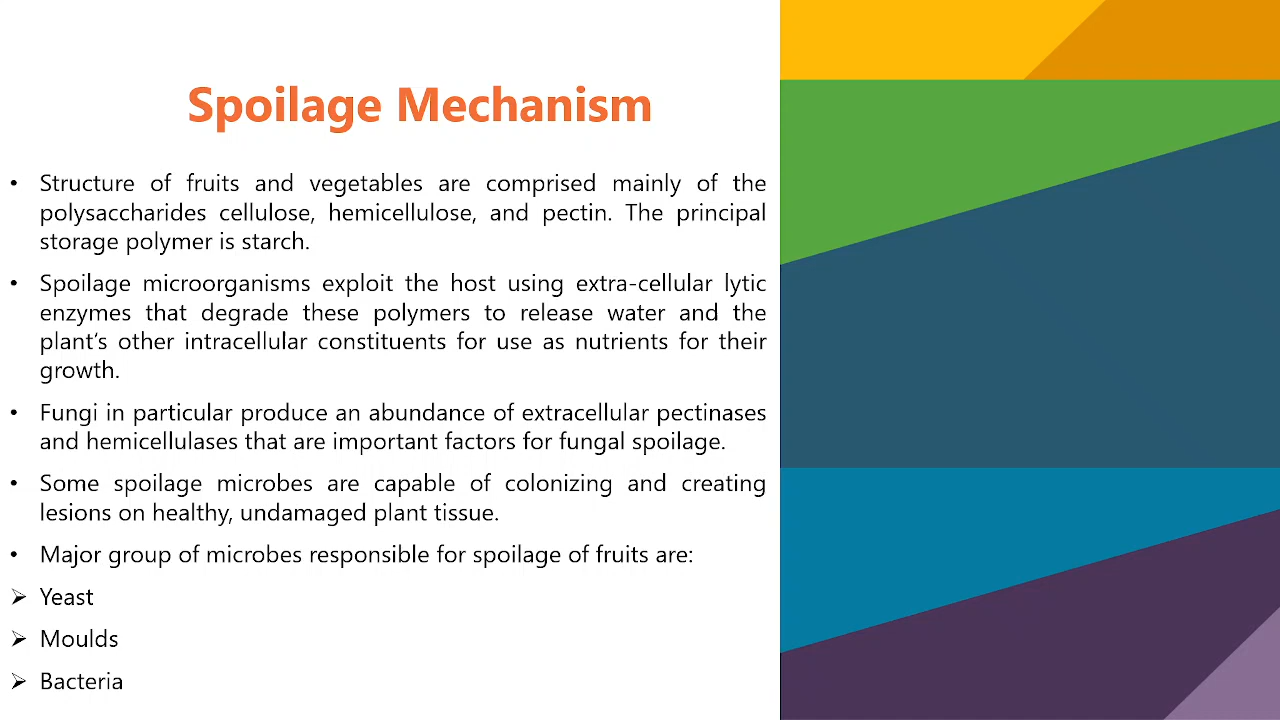 Spoilage Mechanism
• Structure of fruits and vegetables are comprised mainly of the
polysaccharides cellulose, hemicellulose, and pectin. The principal
storage polymer is starch.
• Spoilage microorganisms exploit the host using extra-cellular lytic
enzymes that degrade these polymers to release water and the
plant's other intracellular constituents for use as nutrients for their
growth.
• Fungi in particular produce an abundance of extracellular pectinases
and hemicellulases that are important factors for fungal spoilage.
• Some spoilage microbes are capable of colonizing and creating
lesions on healthy, undamaged plant tissue.
• Major group of microbes responsible for spoilage of fruits are:
➢ Yeast
➢ Moulds
➢ Bacteria